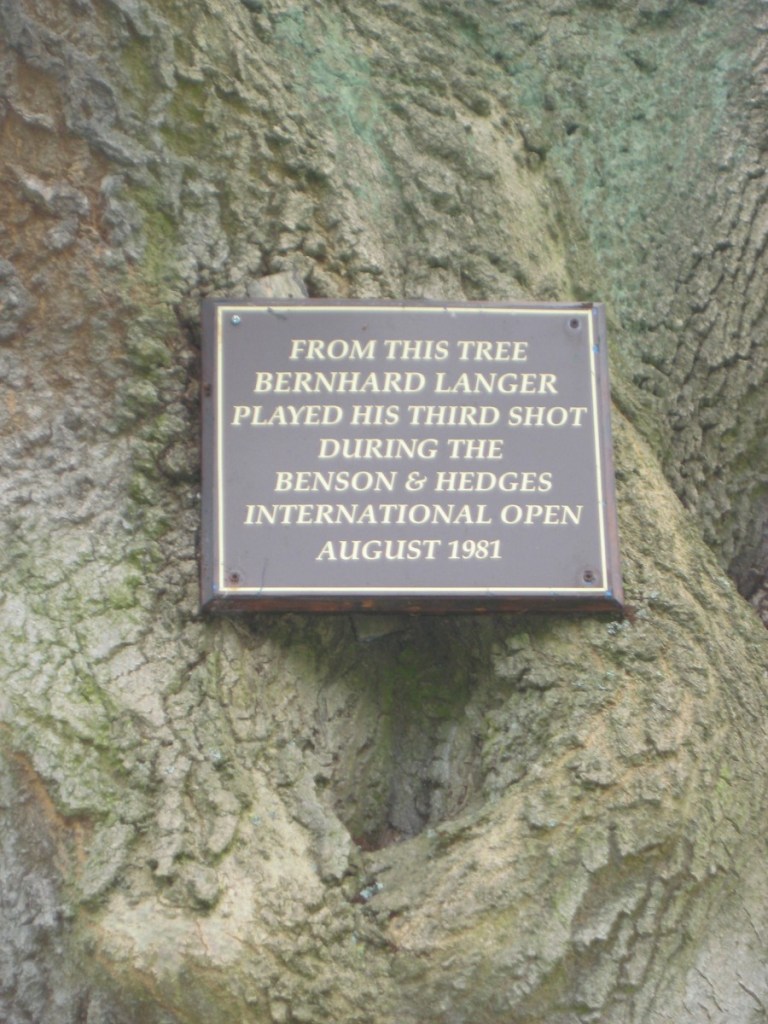 FROM THIS TREE
BERNHARD LANGER
PLAYED HIS THIRD SHOT
DURING THE
BENSON & HEDGES
INTERNATIONAL OPEN
AUGUST 1981